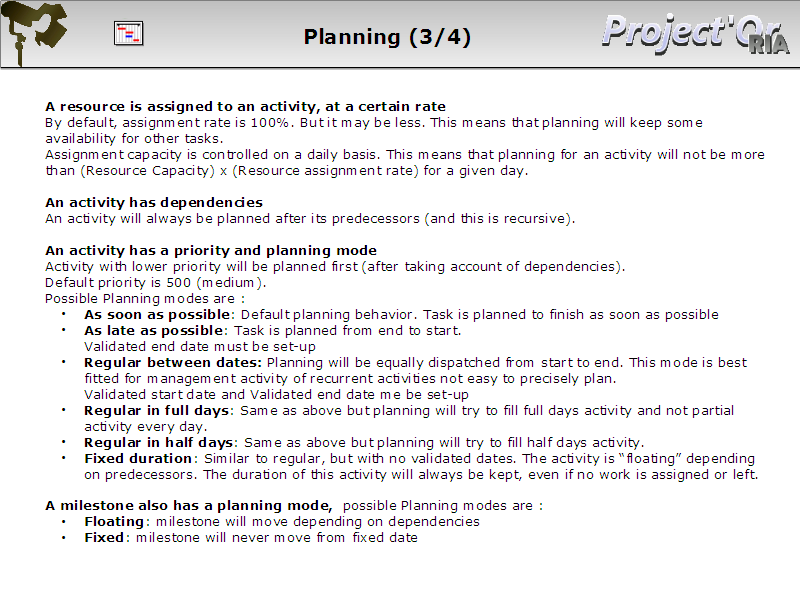 Planning (3/4)
Project'Or
RIA
A resource is assigned to an activity, at a certain rate
By default, assignment rate is 100%. But it may be less. This means that planning will keep some
availability for other tasks.
Assignment capacity is controlled on a daily basis. This means that planning for an activity will not be more
than (Resource Capacity) x (Resource assignment rate) for a given day.
An activity has dependencies
An activity will always be planned after its predecessors (and this is recursive).
An activity has a priority and planning mode
Activity with lower priority will be planned first (after taking account of dependencies).
Default priority is 500 (medium).
Possible Planning modes are :
• As soon as possible: Default planning behavior. Task is planned to finish as soon as possible
• As late as possible: Task is planned from end to start.
Validated end date must be set-up
• Regular between dates: Planning will be equally dispatched from start to end. This mode is best
fitted for management activity of recurrent activities not easy to precisely plan.
Validated start date and Validated end date me be set-up
• Regular in full days: Same as above but planning will try to fill full days activity and not partial
activity every day.
• Regular in half days: Same as above but planning will try to fill half days activity.
• Fixed duration: Similar to regular, but with no validated dates. The activity is “floating” depending
on predecessors. The duration of this activity will always be kept, even if no work is assigned or left.
A milestone also has a planning mode, possible Planning modes are :
• Floating: milestone will move depending on dependencies
• Fixed: milestone will never move from fixed date